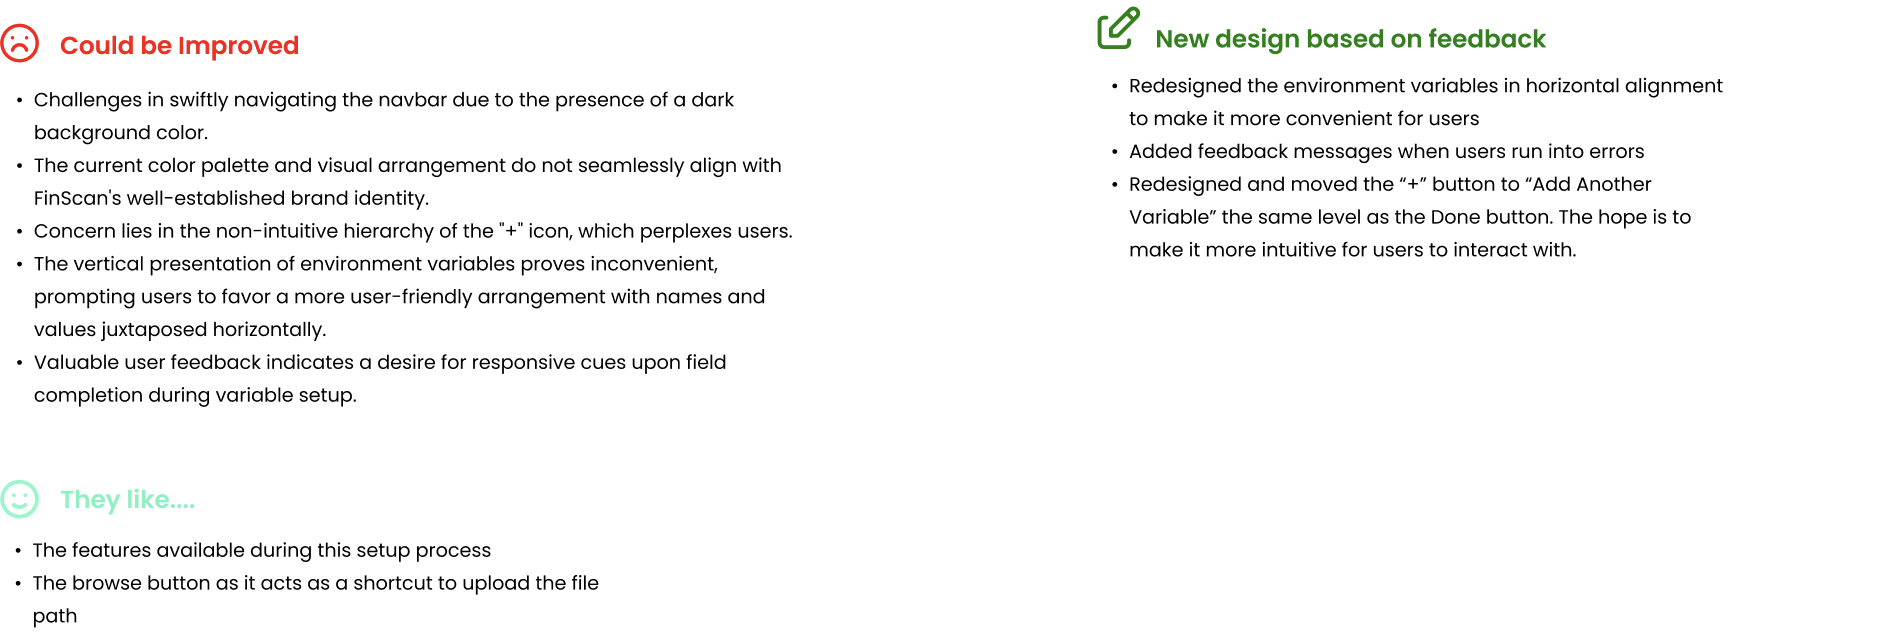 Could be Improved
• Challenges in swiftly navigating the navbar due to the presence of a dark
background color.
• The current color palette and visual arrangement do not seamlessly align with
FinScan's well-established brand identity.
• Concern lies in the non-intuitive hierarchy of the "+" icon, which perplexes users.
• The vertical presentation of environment variables proves inconvenient,
prompting users to favor a more user-friendly arrangement with names and
values juxtaposed horizontally.
• Valuable user feedback indicates a desire for responsive cues upon field
completion during variable setup.
They like....
• The features available during this setup process
• The browse button as it acts as a shortcut to upload the file
path
New design based on feedback
• Redesigned the environment variables in horizontal alignment
to make it more convenient for users
• Added feedback messages when users run into errors
• Redesigned and moved the “+” button to “Add Another
Variable” the same level as the Done button. The hope is to
make it more intuitive for users to interact with.